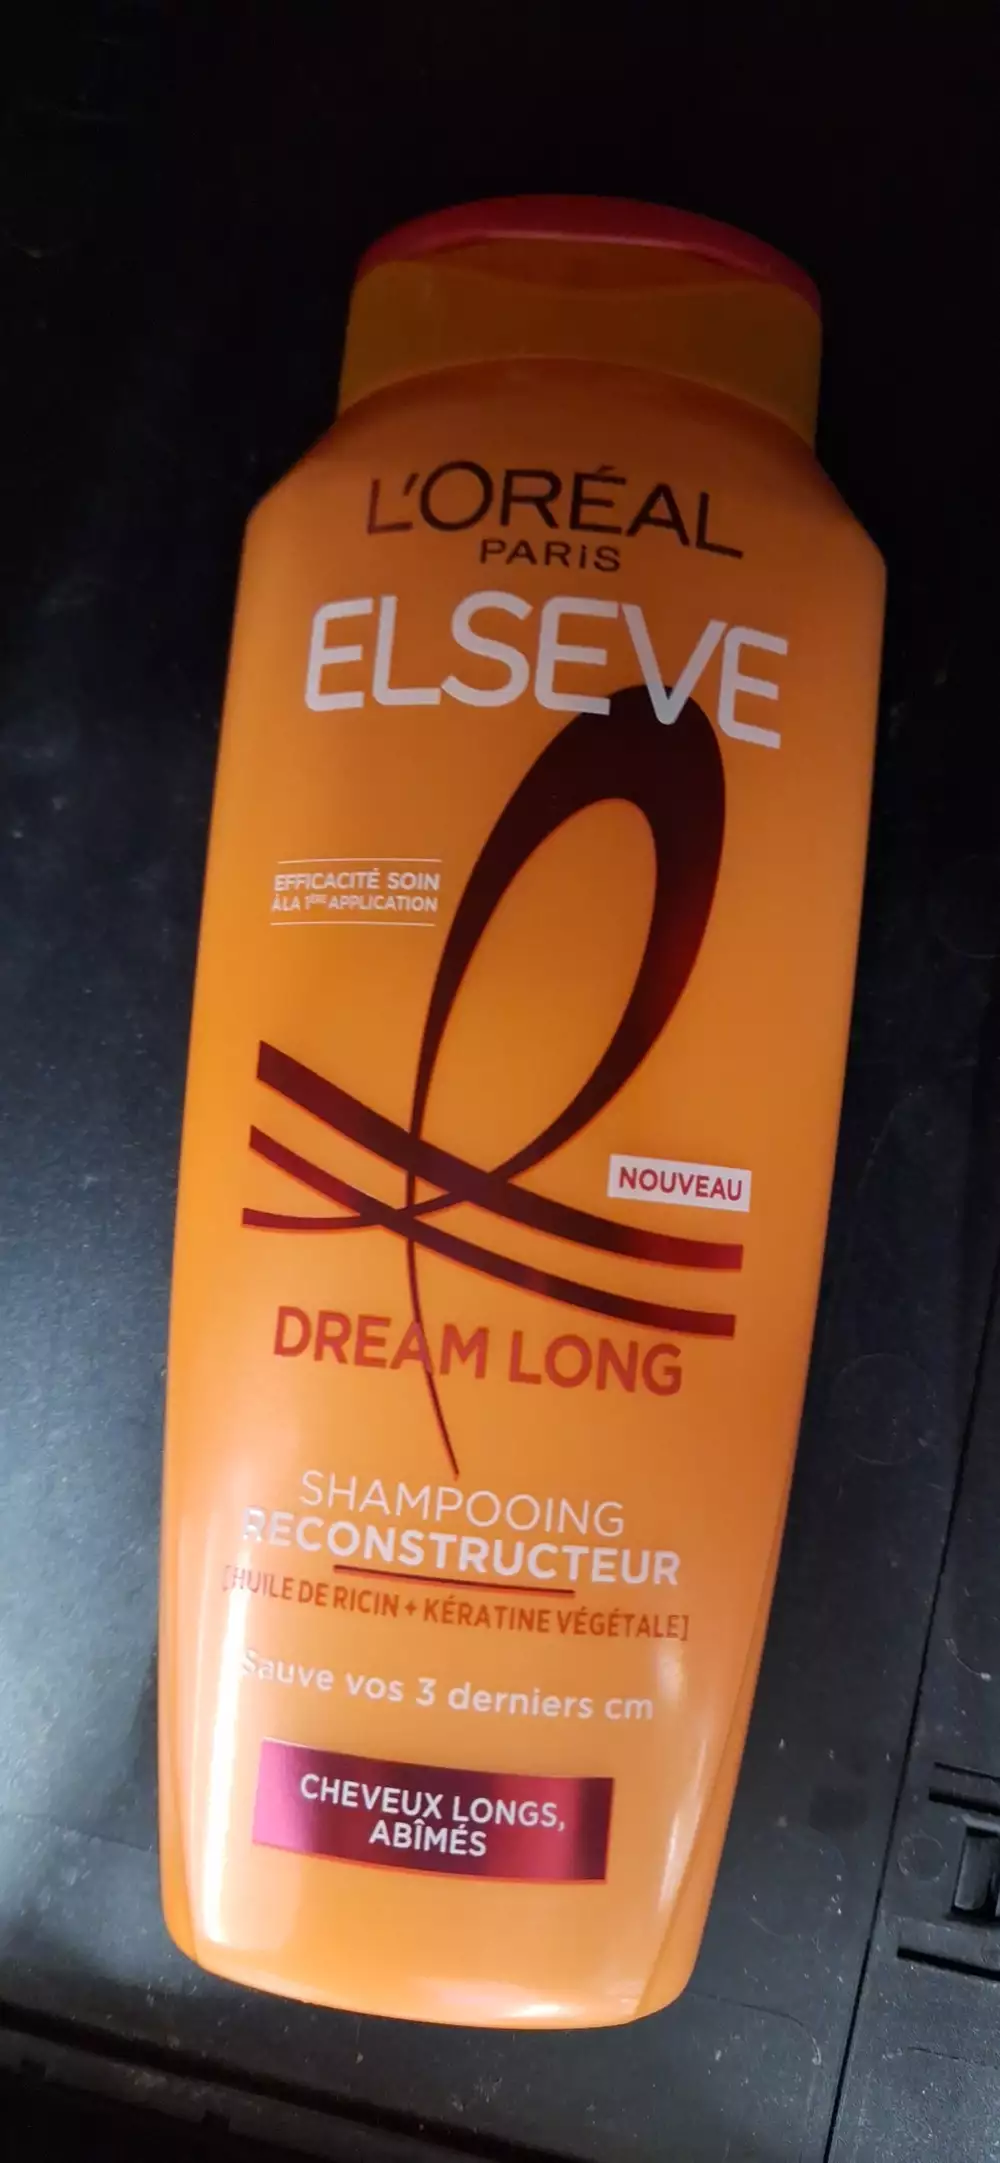 L'ORÉAL
PARiS
ELSEVE
EFFICACITÉ SOIN
À LA 1ÈRE APPLICATION
NOUVEAU
DREAM LONG
SHAMPOOING
RECONSTRUCTEUR
[HUILE DE RICIN + KÉRATINE VÉGÉTALE]
Sauve vos 3 derniers cm
CHEVEUX LONGS,
ABÎMÉS